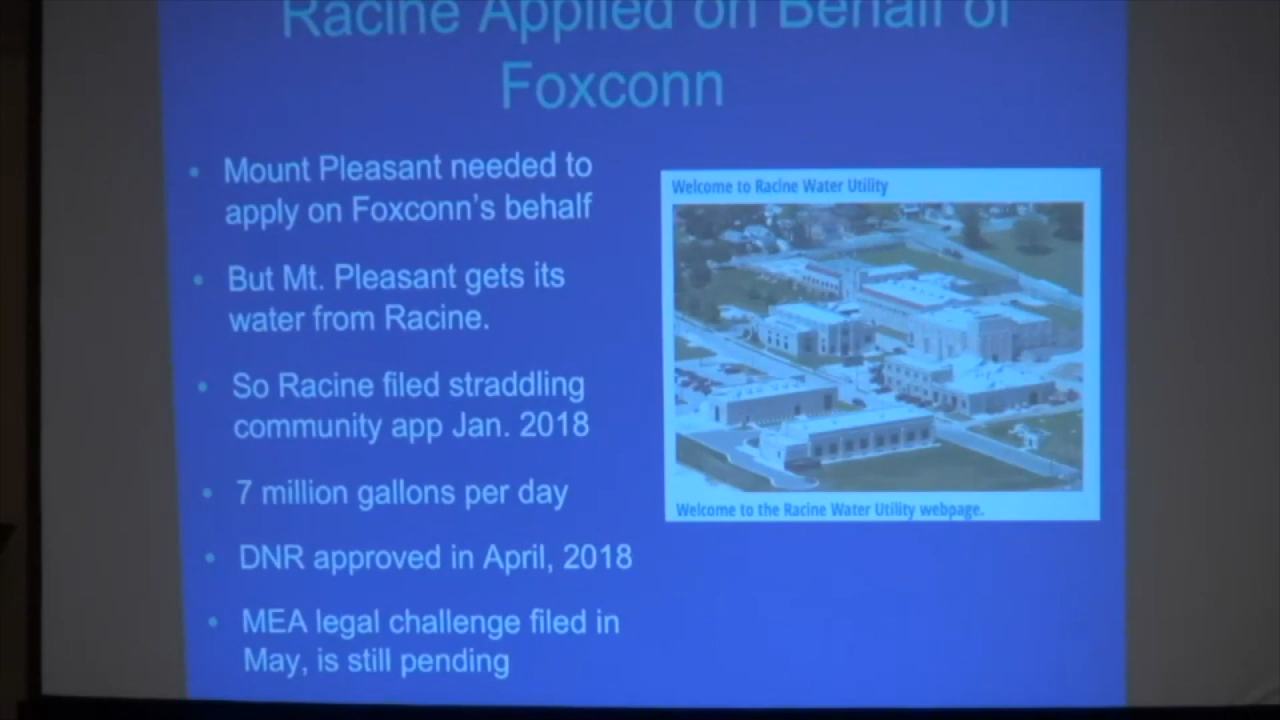 Racine Applied on Behalf of
Foxconn
• Mount Pleasant needed to
apply on Foxconn's behalf
• But Mt. Pleasant gets its
water from Racine.
• So Racine filed straddling
community app Jan. 2018
• 7 million gallons per day
• DNR approved in April, 2018
• MEA legal challenge filed in
May, is still pending
Welcome to Racine Water Utility
Welcome to the Racine Water Utility webpage.